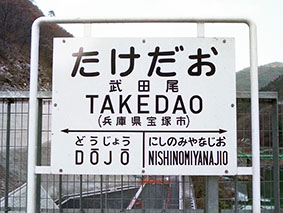 たけだお
武田尾
TAKEDAO
(兵庫県宝塚市)
どうじょう にしのみやなじお
DŌJŌ NISHINOMIYANAJIO